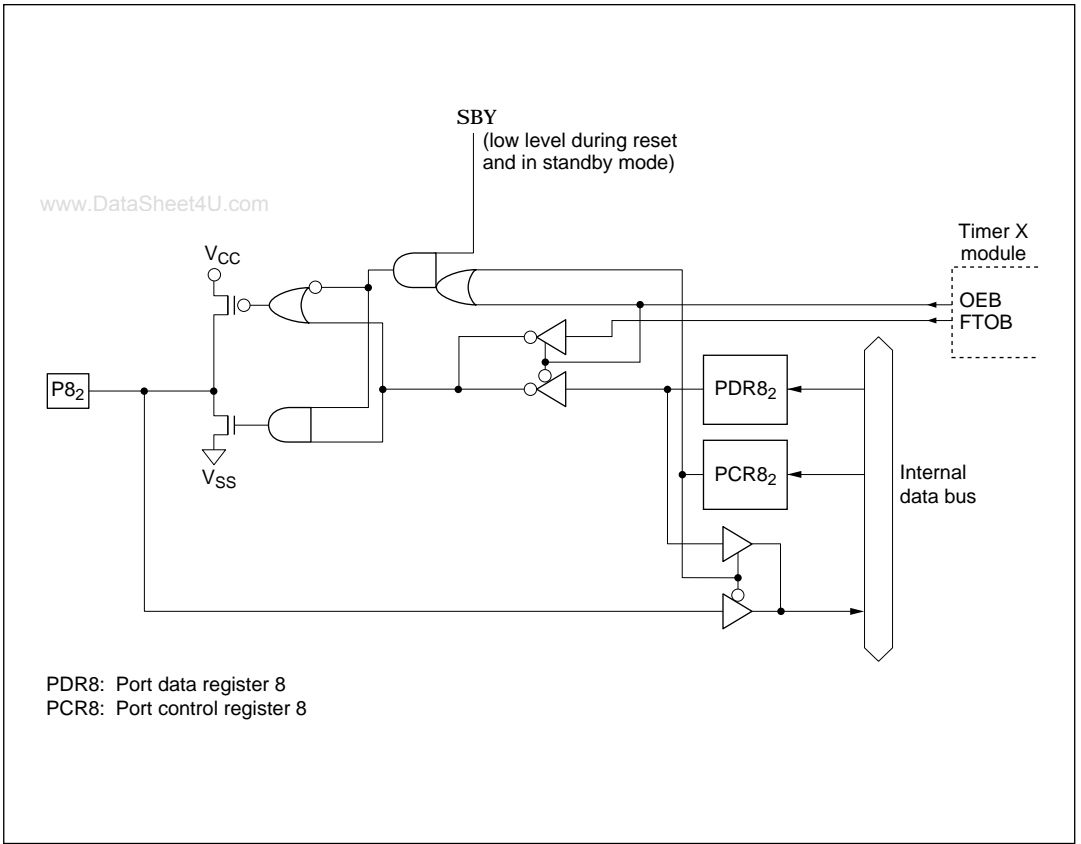 SBY
(low level during reset
and in standby mode)
www.DataSheet4U.com
Timer X
module
VCC
OEB
FTOB
P82
PDR82
PCR82
VSS
Internal
data bus
PDR8: Port data register 8
PCR8: Port control register 8